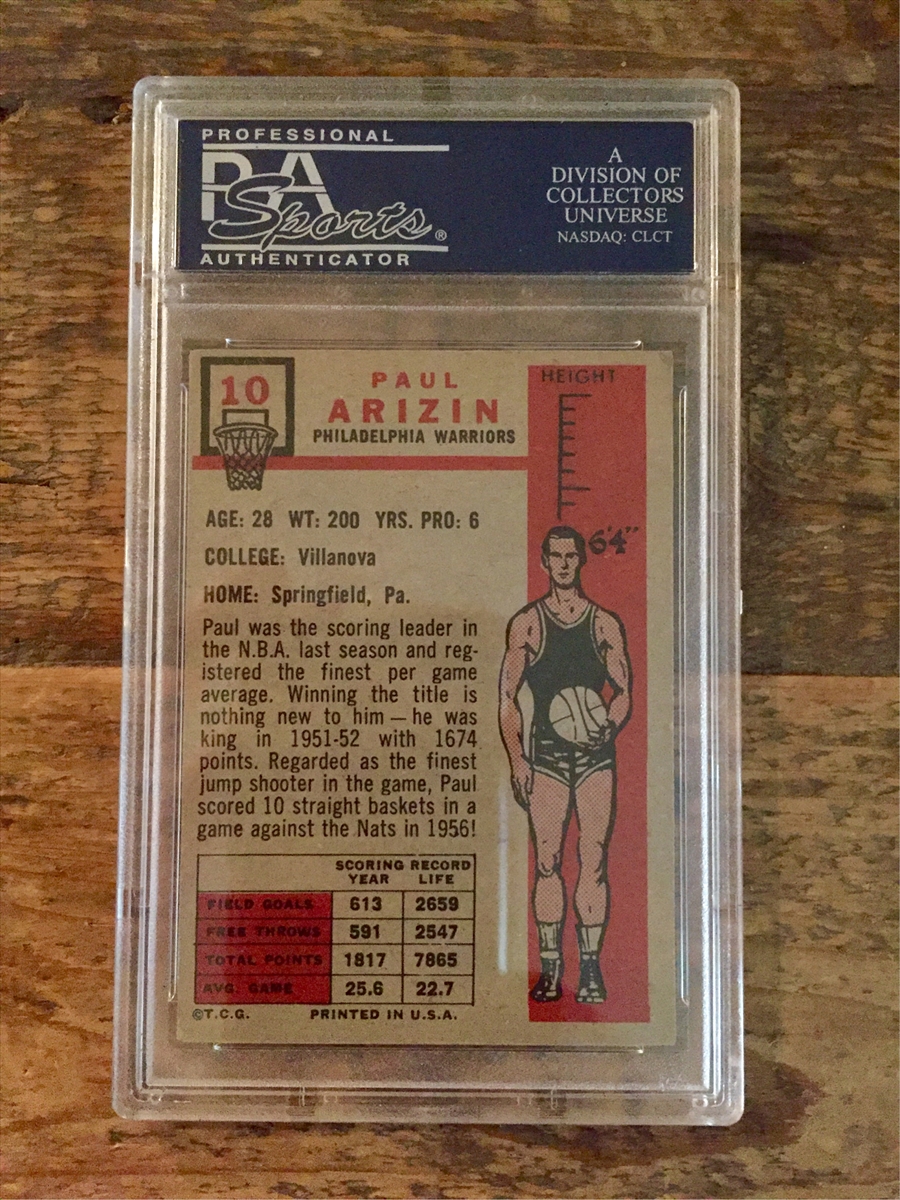 PROFESSIONAL
PSA
Sports®
AUTHENTICATOR
A
DIVISION OF
COLLECTORS
UNIVERSE
NASDAQ: CLCT
10
PAUL
ARIZIN
PHILADELPHIA WARRIORS
HEIGHT
6'4"
AGE: 28 WT: 200 YRS. PRO: 6
COLLEGE: Villanova
HOME: Springfield, Pa.
Paul was the scoring leader in
the N.B.A. last season and reg-
istered the finest per game
average. Winning the title is
nothing new to him — he was
king in 1951-52 with 1674
points. Regarded as the finest
jump shooter in the game, Paul
scored 10 straight baskets in a
game against the Nats in 1956!
SCORING RECORD
YEAR LIFE
FIELD GOALS 613 2659
FREE THROWS 591 2547
TOTAL POINTS 1817 7865
AVG. GAME 25.6 22.7
©T.C.G. PRINTED IN U.S.A.